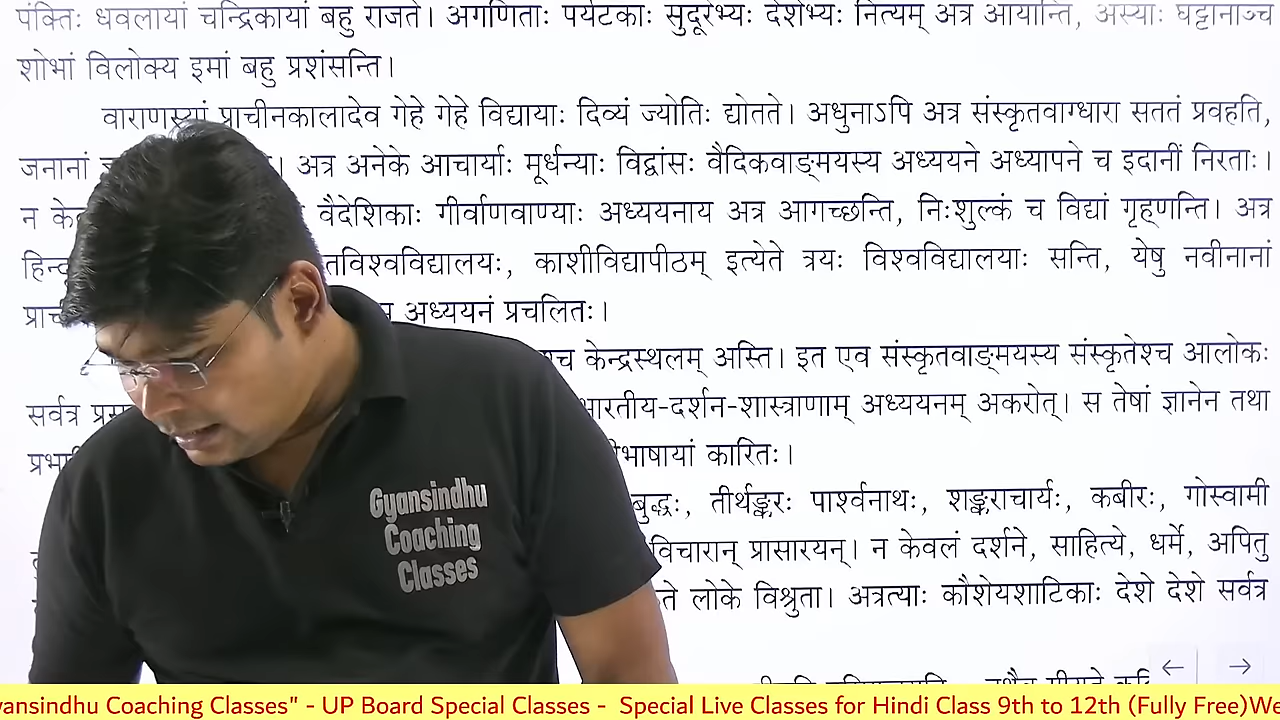 पंक्तिः धवलायां चन्द्रिकायां बहु राजते। अगणिताः पर्यटकाः सुदूरेभ्यः देशेभ्यः नित्यम् अत्र आयान्ति, अस्याः घट्टानाञ्च
शोभां विलोक्य इमां बहु प्रशंसन्ति।
वाराणस्यां प्राचीनकालादेव गेहे गेहे विद्यायाः दिव्यं ज्योतिः द्योतते। अधुनाऽपि अत्र संस्कृतवाग्धारा सततं प्रवहति,
जनानां अत्र अनेके आचार्याः मूर्धन्याः विद्वांसः वैदिकवाङ्मयस्य अध्ययने अध्यापने च इदानीं निरताः।
न वैदेशिकाः गीर्वाणवाण्याः अध्ययनाय अत्र आगच्छन्ति, निःशुल्कं च विद्यां गृह्णन्ति। अत्र
तविश्वविद्यालयः, काशीविद्यापीठम् इत्येते त्रयः विश्वविद्यालयाः सन्ति, येषु नवीनानां
अध्ययनं प्रचलितः।
केन्द्रस्थलम् अस्ति। इत एव संस्कृतवाङ्मयस्य संस्कृतेश्च आलोकः
सर्वत्र भारतीय-दर्शन-शास्त्राणाम् अध्ययनम् अकरोत्। स तेषां ज्ञानेन तथा
भाषायां कारितः।
बुद्धः, तीर्थङ्करः पार्श्वनाथः, शङ्कराचार्यः, कबीरः, गोस्वामी
विचारान् प्रासारयन्। न केवलं दर्शने, साहित्ये, धर्मे, अपितु
लोके विश्रुता। अत्रत्याः कौशेयशाटिकाः देशे देशे सर्वत्र
Gyansindhu
Coaching
Classes
yansindhu Coaching Classes" - UP Board Special Classes - Special Live Classes for Hindi Class 9th to 12th (Fully Free)We